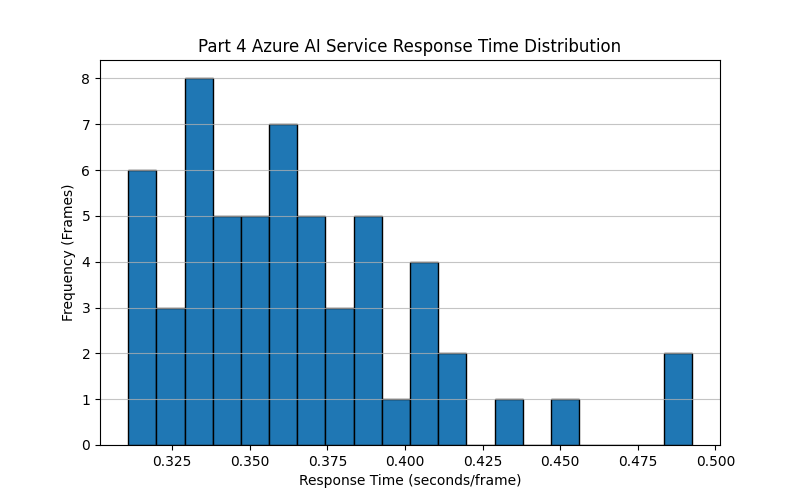 Part 4 Azure AI Service Response Time Distribution
Frequency (Frames)
8
7
6
5
4
3
2
1
0
0.325 0.350 0.375 0.400 0.425 0.450 0.475 0.500
Response Time (seconds/frame)